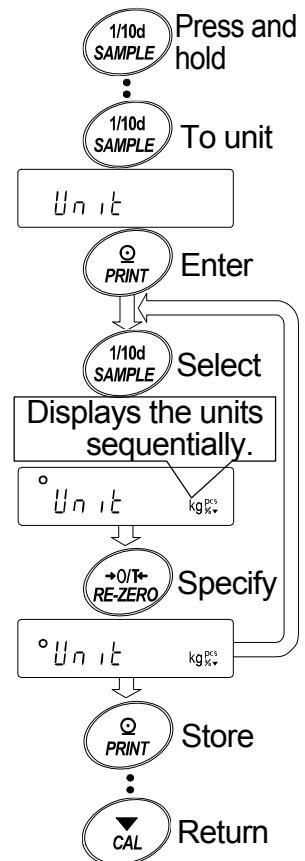 1/10d
SAMPLE
Press and
hold
1/10d
SAMPLE
To unit
Unit
PRINT
Enter
1/10d
SAMPLE
Select
Displays the units
sequentially.
Unit kg pcs %
→0/T←
RE-ZERO
Specify
Unit kg pcs %
PRINT
Store
CAL
Return